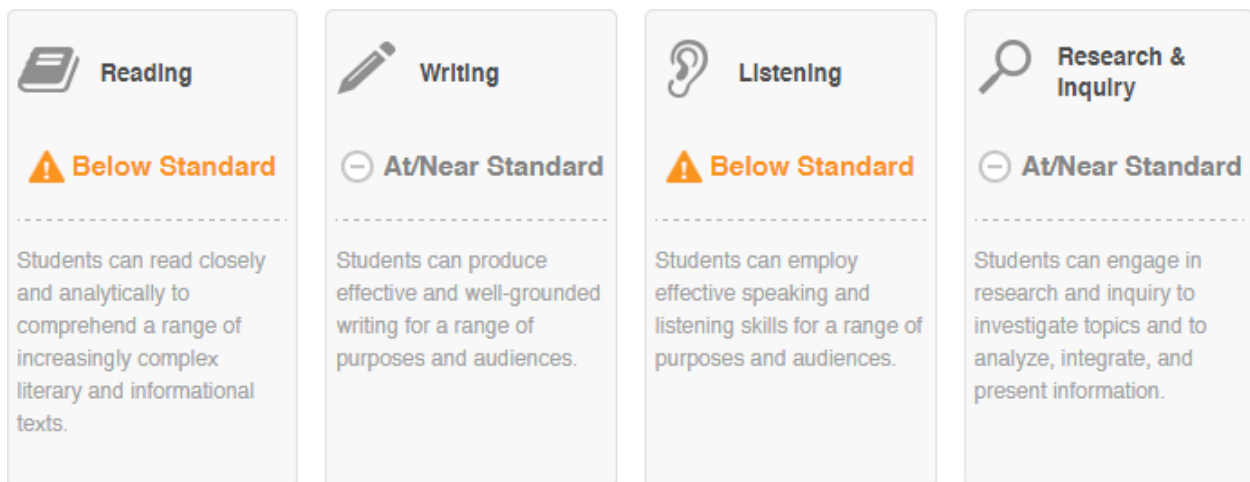 Reading
Below Standard
Students can read closely
and analytically to
comprehend a range of
increasingly complex
literary and informational
texts.
Writing
At/Near Standard
Students can produce
effective and well-grounded
writing for a range of
purposes and audiences.
Listening
Below Standard
Students can employ
effective speaking and
listening skills for a range of
purposes and audiences.
Research &
Inquiry
At/Near Standard
Students can engage in
research and inquiry to
investigate topics and to
analyze, integrate, and
present information.